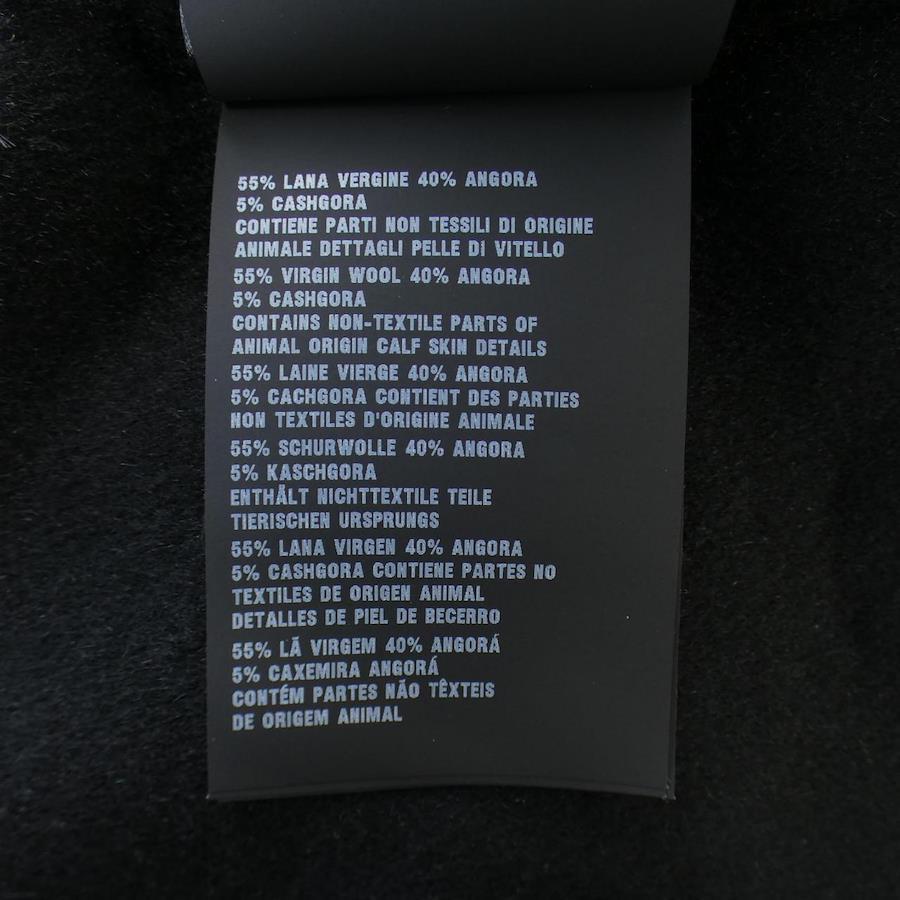 55% LANA VERGINE 40% ANGORA
5% CASHGORA
CONTIENE PARTI NON TESSILI DI ORIGINE
ANIMALE DETTAGLI PELLE DI VITELLO
55% VIRGIN WOOL 40% ANGORA
5% CASHGORA
CONTAINS NON-TEXTILE PARTS OF
ANIMAL ORIGIN CALF SKIN DETAILS
55% LAINE VIERGE 40% ANGORA
5% CACHGORA CONTIENT DES PARTIES
NON TEXTILES D'ORIGINE ANIMALE
55% SCHURWOLLE 40% ANGORA
5% KASCHGORA
ENTHÄLT NICHTTEXTILE TEILE
TIERISCHEN URSPRUNGS
55% LANA VIRGEN 40% ANGORA
5% CASHGORA CONTIENE PARTES NO
TEXTILES DE ORIGEN ANIMAL
DETALLES DE PIEL DE BECERRO
55% LÃ VIRGEM 40% ANGORÁ
5% CAXEMIRA ANGORÁ
CONTÉM PARTES NÃO TÊXTEIS
DE ORIGEM ANIMAL